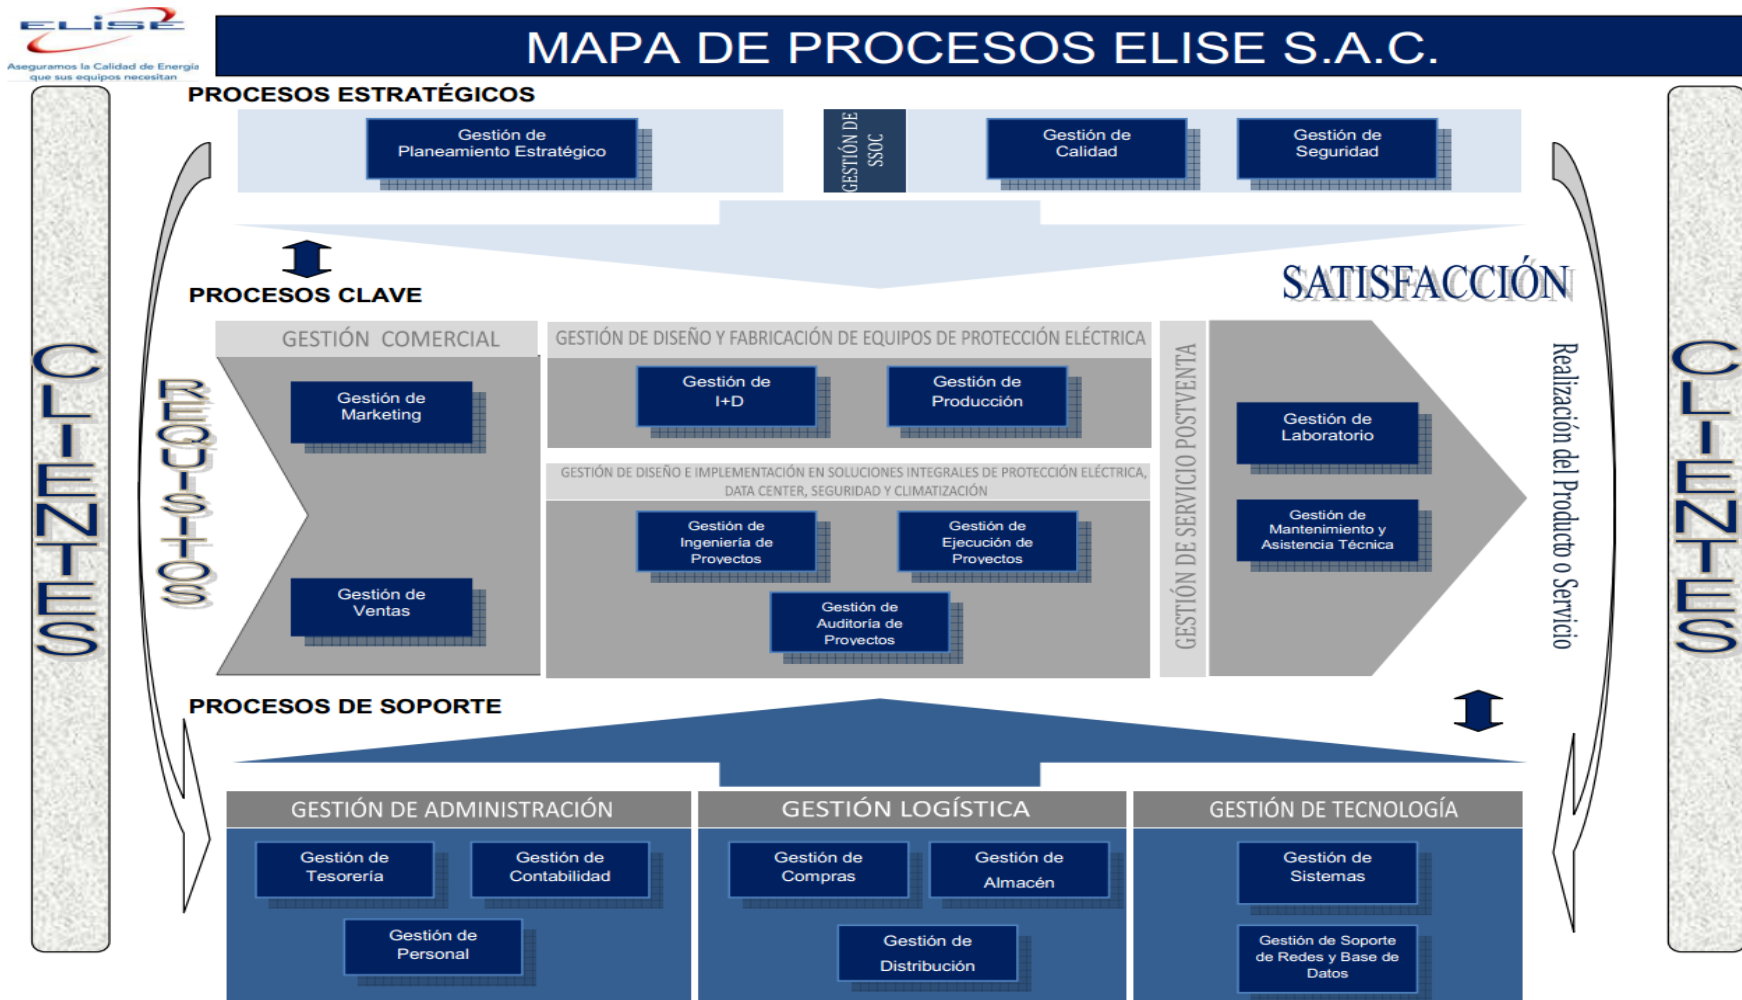 ELiSE
Aseguramos la Calidad de Energía
que sus equipos necesitan
MAPA DE PROCESOS ELISE S.A.C.
PROCESOS ESTRATÉGICOS
Gestión de
Planeamiento Estratégico
GESTIÓN DE
SSOC
Gestión de
Calidad
Gestión de
Seguridad
CLIENTES
REQUISITOS
PROCESOS CLAVE
SATISFACCIÓN
GESTIÓN COMERCIAL
Gestión de
Marketing
Gestión de
Ventas
GESTIÓN DE DISEÑO Y FABRICACIÓN DE EQUIPOS DE PROTECCIÓN ELÉCTRICA
Gestión de
I+D
Gestión de
Producción
GESTIÓN DE DISEÑO E IMPLEMENTACIÓN EN SOLUCIONES INTEGRALES DE PROTECCIÓN ELÉCTRICA,
DATA CENTER, SEGURIDAD Y CLIMATIZACIÓN
Gestión de
Ingeniería de
Proyectos
Gestión de
Ejecución de
Proyectos
Gestión de
Auditoría de
Proyectos
GESTIÓN DE SERVICIO POSTVENTA
Gestión de
Laboratorio
Gestión de
Mantenimiento y
Asistencia Técnica
Realización del Producto o Servicio
CLIENTES
PROCESOS DE SOPORTE
GESTIÓN DE ADMINISTRACIÓN
Gestión de
Tesorería
Gestión de
Contabilidad
Gestión de
Personal
GESTIÓN LOGÍSTICA
Gestión de
Compras
Gestión de
Almacén
Gestión de
Distribución
GESTIÓN DE TECNOLOGÍA
Gestión de
Sistemas
Gestión de Soporte
de Redes y Base de
Datos